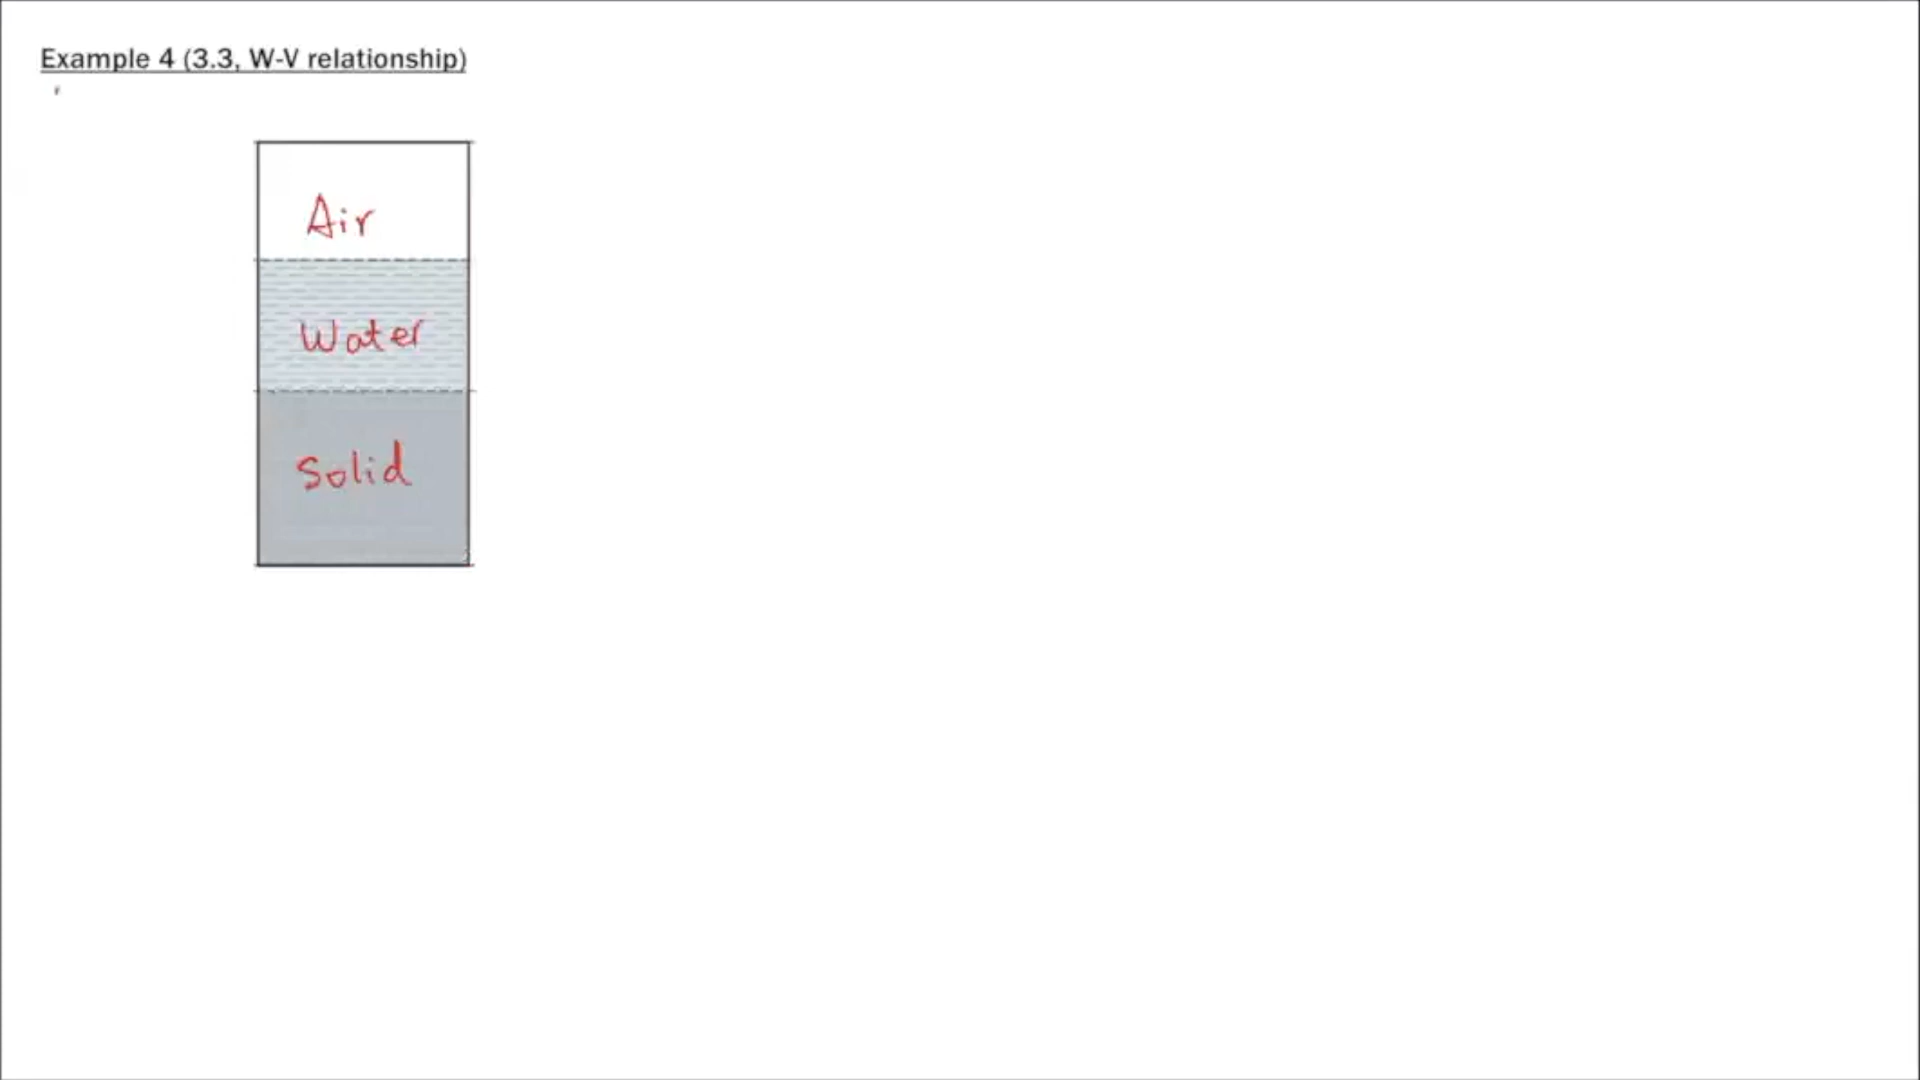 Example 4 (3.3, W-V relationship)
Air
Water
Solid